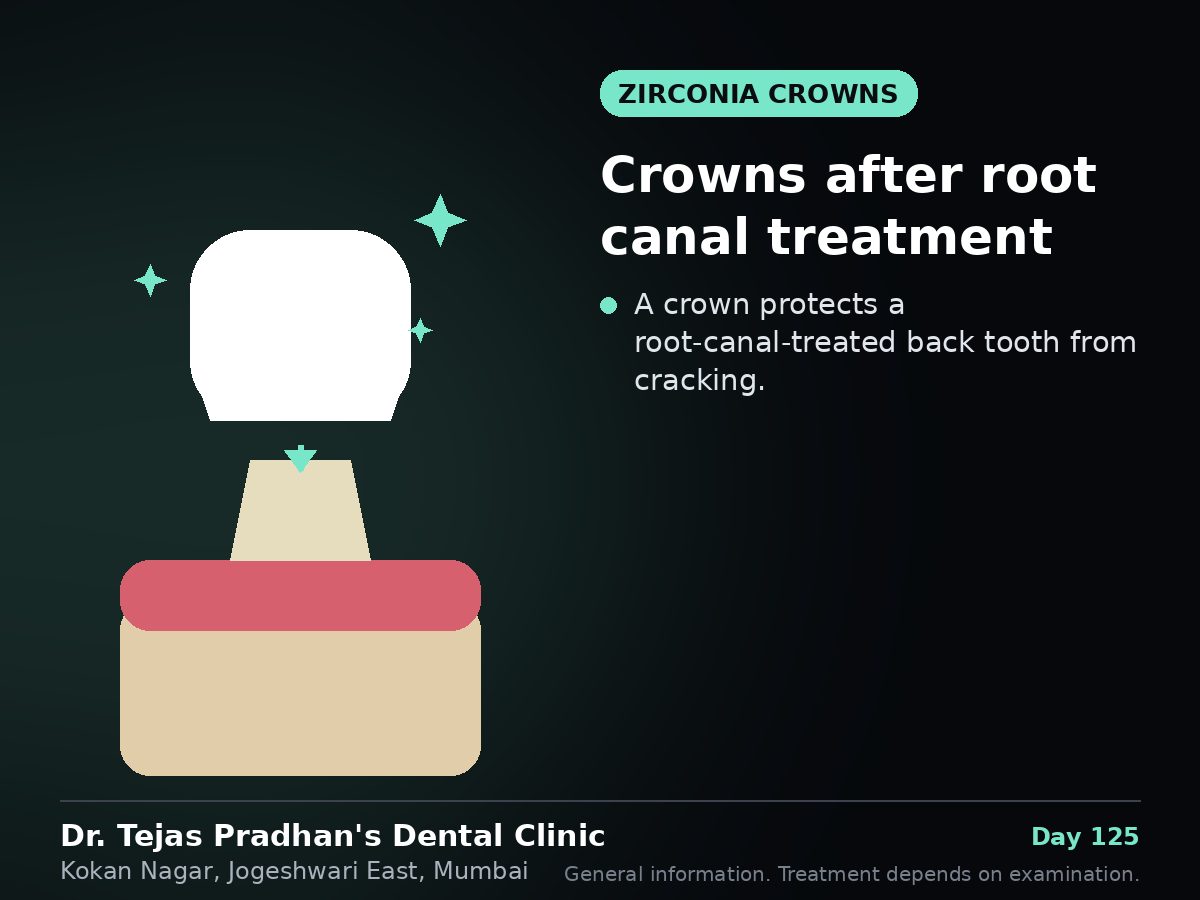 ZIRCONIA CROWNS
Crowns after root
canal treatment
A crown protects a
root-canal-treated back tooth from
cracking.
Dr. Tejas Pradhan's Dental Clinic
Day 125
Kokan Nagar, Jogeshwari East, Mumbai
General information. Treatment depends on examination.